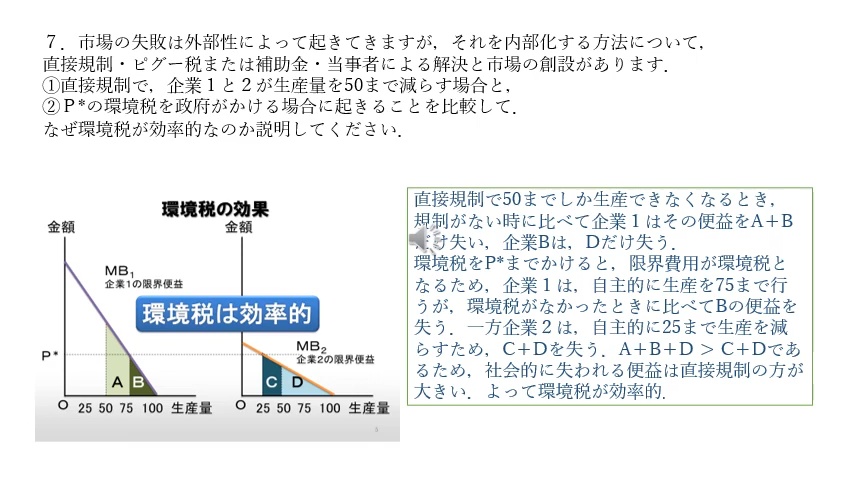 ７．市場の失敗は外部性によって起きてきますが，それを内部化する方法について，
直接規制・ピグー税または補助金・当事者による解決と市場の創設があります．
①直接規制で，企業１と２が生産量を50まで減らす場合と，
②Ｐ*の環境税を政府がかける場合に起きることを比較して．
なぜ環境税が効率的なのか説明してください．
環境税の効果
金額
金額
MB1
企業1の限界便益
環境税は効率的
MB2
企業2の限界便益
P*
A B
C D
O 25 50 75 100 生産量
O 25 50 75 100 生産量
直接規制で50までしか生産できなくなるとき，
規制がない時に比べて企業１はその便益をA＋B
だけ失い，企業Bは，Dだけ失う．
環境税をP*までかけると，限界費用が環境税と
なるため，企業１は，自主的に生産を75まで行
うが，環境税がなかったときに比べてBの便益を
失う．一方企業２は，自主的に25まで生産を減
らすため，C＋Dを失う．A＋B＋D > C＋Dであ
るため，社会的に失われる便益は直接規制の方が
大きい．よって環境税が効率的.